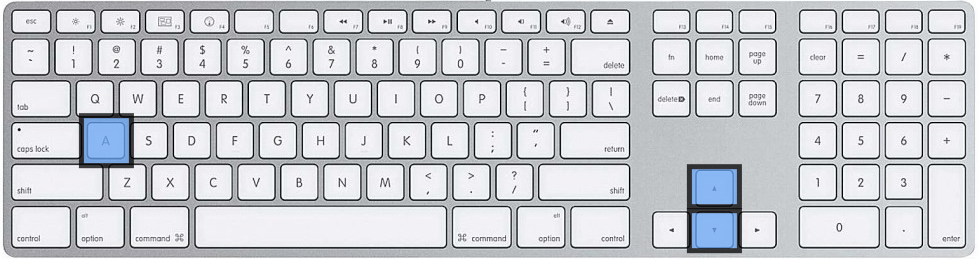 esc F1 F2 F3 F4 F5 F6 F7 F8 F9 F10 F11 F12 F13 F14 F15 F16 F17 F18 F19
~ ! @ # $ % ^ & * ( ) – +
` 1 2 3 4 5 6 7 8 9 0 - = delete fn home page up clear = / *
tab Q W E R T Y U I O P { [ } ] | \ delete end page down 7 8 9 –
caps lock A S D F G H J K L : ; " ' return 4 5 6 +
shift Z X C V B N M < , > . ? / shift 1 2 3
control alt option command ⌘ ⌘ command alt option control 0 . enter